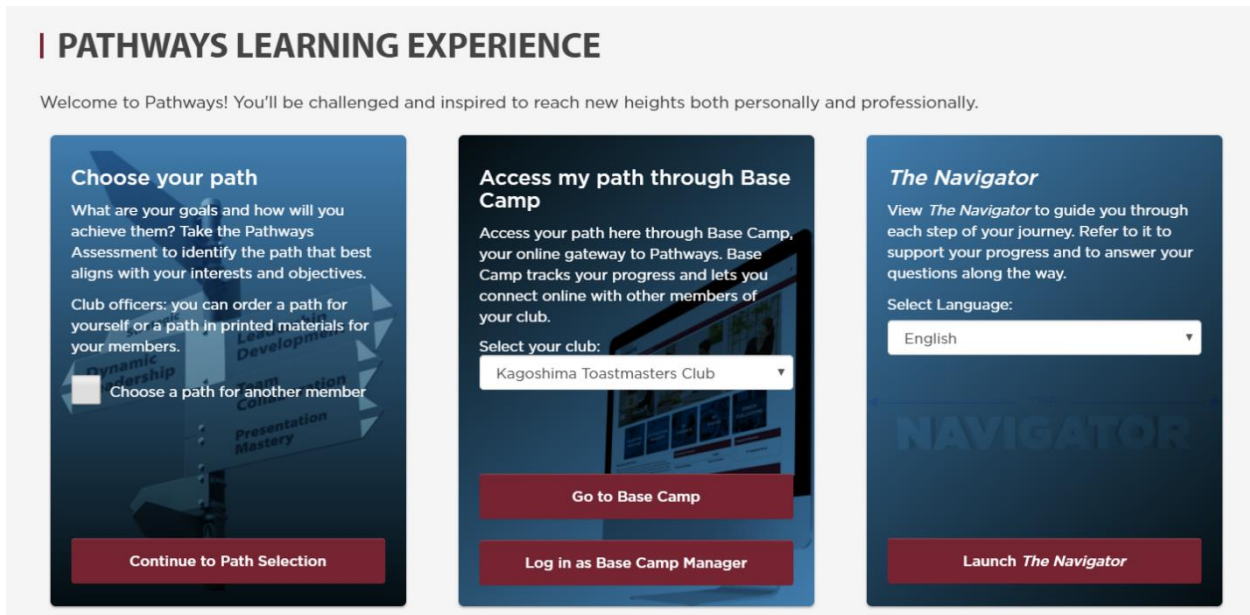 PATHWAYS LEARNING EXPERIENCE
Welcome to Pathways! You'll be challenged and inspired to reach new heights both personally and professionally.
Choose your path
What are your goals and how will you
achieve them? Take the Pathways
Assessment to identify the path that best
aligns with your interests and objectives.
Club officers: you can order a path for
yourself or a path in printed materials for
your members.
Choose a path for another member
Leadership
Development
Dynamic
Leadership
Team
Collaboration
Presentation
Mastery
Continue to Path Selection
Access my path through Base
Camp
Access your path here through Base Camp,
your online gateway to Pathways. Base
Camp tracks your progress and lets you
connect online with other members of
your club.
Select your club:
Kagoshima Toastmasters Club
Go to Base Camp
Log in as Base Camp Manager
The Navigator
View The Navigator to guide you through
each step of your journey. Refer to it to
support your progress and to answer your
questions along the way.
Select Language:
English
NAVIGATOR
Launch The Navigator